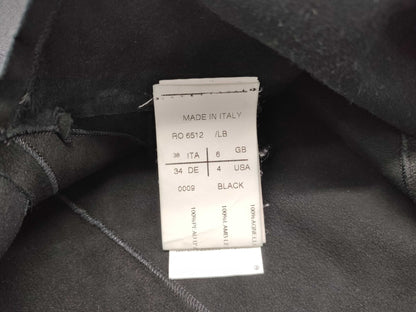 MADE IN ITALY
RO 6512 /LB
38 ITA 6 GB
34 DE 4 USA
0009 BLACK